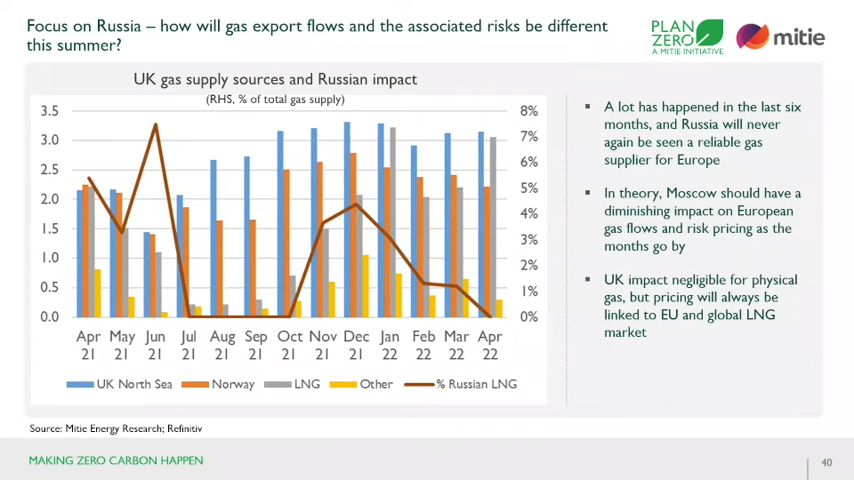 Focus on Russia – how will gas export flows and the associated risks be different
this summer?
PLAN
ZERO
A MITIE INITIATIVE
mitie
UK gas supply sources and Russian impact
(RHS, % of total gas supply)
3.5
3.0
2.5
2.0
1.5
1.0
0.5
0.0
8%
7%
6%
5%
4%
3%
2%
1%
0%
Apr May Jun Jul Aug Sep Oct Nov Dec Jan Feb Mar Apr
21 21 21 21 21 21 21 21 21 22 22 22 22
UK North Sea Norway LNG Other % Russian LNG
▪ A lot has happened in the last six
months, and Russia will never
again be seen a reliable gas
supplier for Europe
▪ In theory, Moscow should have a
diminishing impact on European
gas flows and risk pricing as the
months go by
▪ UK impact negligible for physical
gas, but pricing will always be
linked to EU and global LNG
market
Source: Mitie Energy Research; Refinitiv
MAKING ZERO CARBON HAPPEN
40